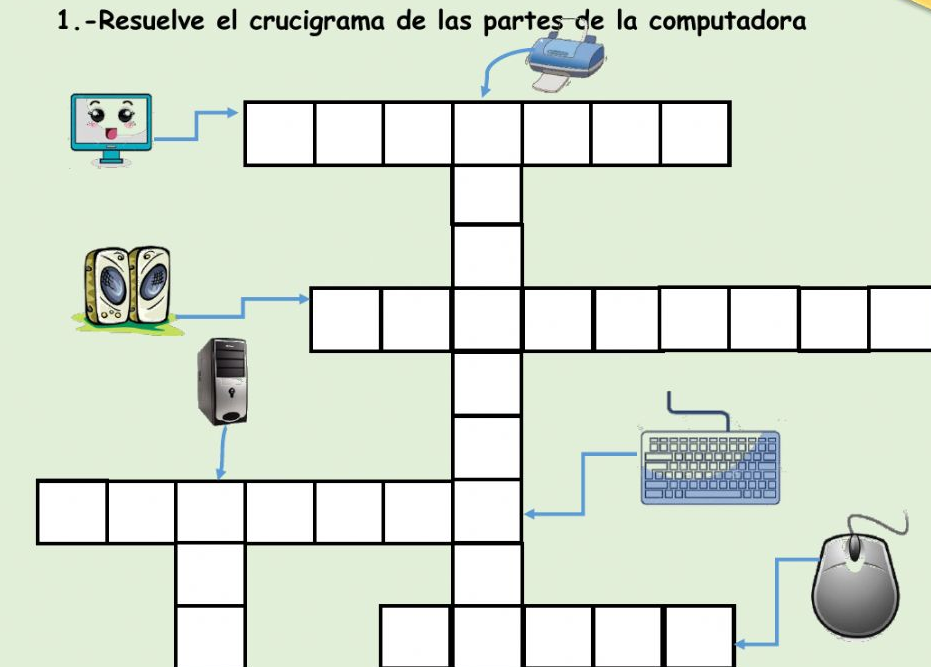 1.-Resuelve el crucigrama de las partes de la computadora